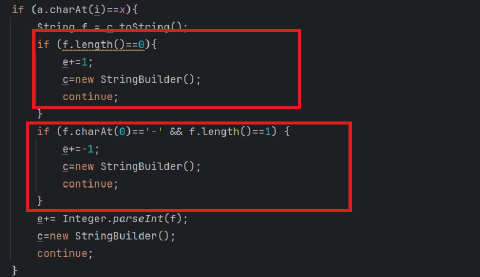 if (a.charAt(i)==x){
String f = c.toString();
if (f.length()==0){
e+=1;
c=new StringBuilder();
continue;
}
if (f.charAt(0)=='-' && f.length()==1) {
e+=-1;
c=new StringBuilder();
continue;
}
e+= Integer.parseInt(f);
c=new StringBuilder();
continue;
}